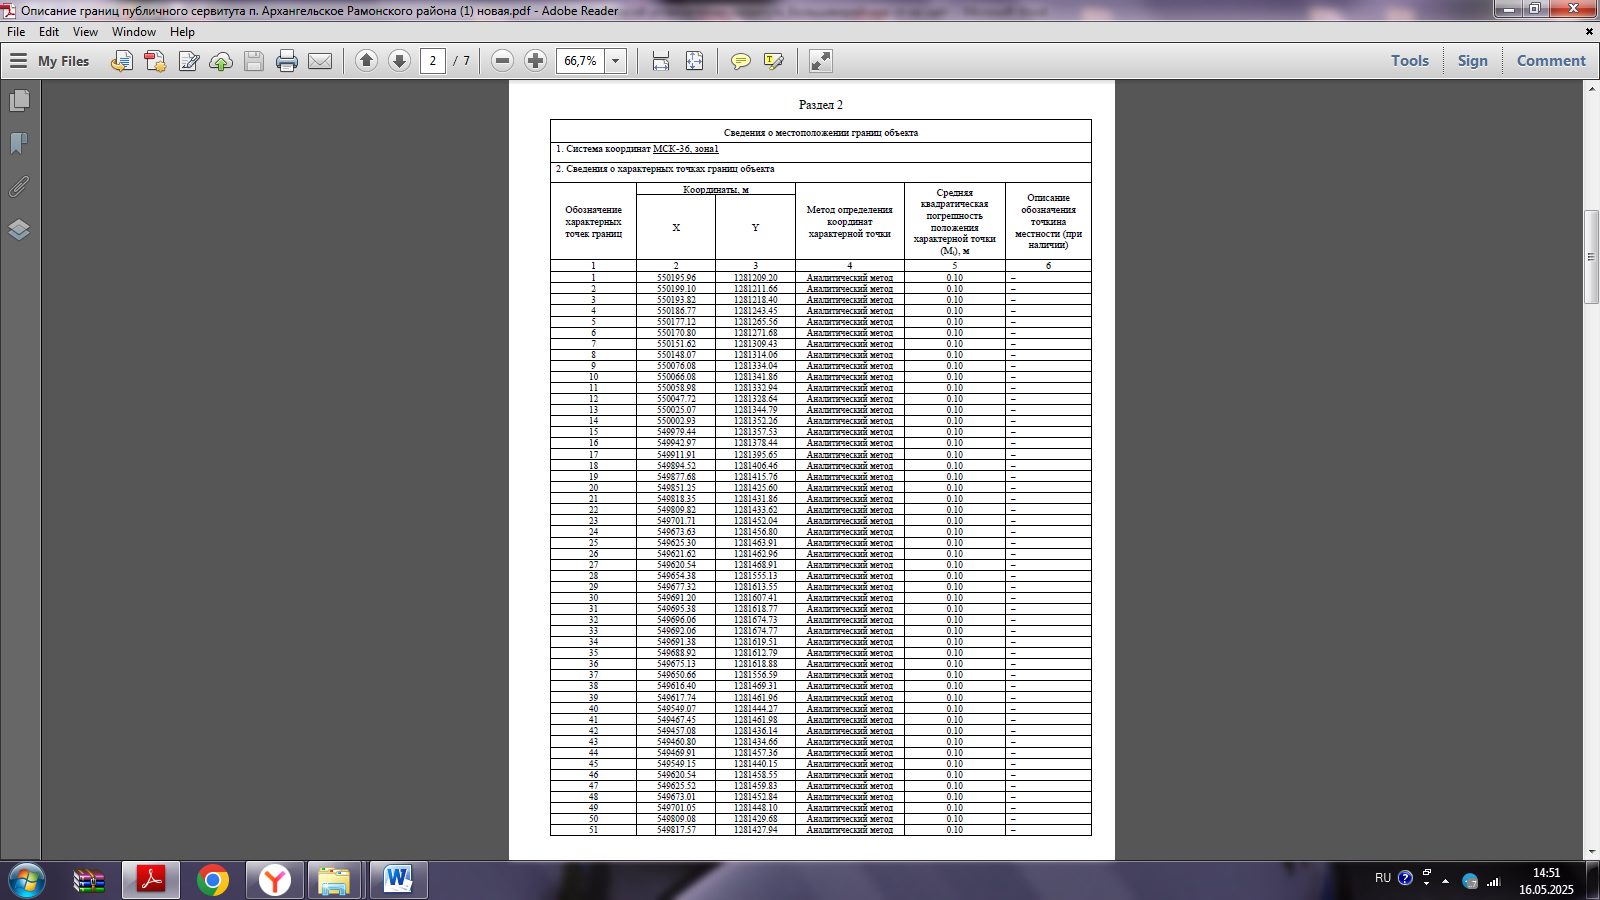 Описание границ публичного сервитута п. Архангельское Рамонского района (1) новая.pdf - Adobe Reader
File Edit View Window Help
My Files 2 / 7 66,7% Tools Sign Comment
Раздел 2
Сведения о местоположении границ объекта
1. Система координат МСК-36, зона1
2. Сведения о характерных точках границ объекта
Обозначение характерных точек границ
Координаты, м
X Y
Метод определения координат характерной точки
Средняя квадратическая погрешность положения характерной точки (Mt), м
Описание обозначения точкина местности (при наличии)
1 2 3 4 5 6
1 550195.96 1281209.20 Аналитический метод 0.10 –
2 550199.10 1281211.66 Аналитический метод 0.10 –
3 550193.82 1281218.40 Аналитический метод 0.10 –
4 550186.77 1281243.45 Аналитический метод 0.10 –
5 550177.12 1281265.56 Аналитический метод 0.10 –
6 550170.80 1281271.68 Аналитический метод 0.10 –
7 550151.62 1281309.43 Аналитический метод 0.10 –
8 550148.07 1281314.06 Аналитический метод 0.10 –
9 550076.08 1281334.04 Аналитический метод 0.10 –
10 550066.08 1281341.86 Аналитический метод 0.10 –
11 550058.98 1281332.94 Аналитический метод 0.10 –
12 550047.72 1281328.64 Аналитический метод 0.10 –
13 550025.07 1281344.79 Аналитический метод 0.10 –
14 550002.93 1281352.26 Аналитический метод 0.10 –
15 549979.44 1281357.53 Аналитический метод 0.10 –
16 549942.97 1281378.44 Аналитический метод 0.10 –
17 549911.91 1281395.65 Аналитический метод 0.10 –
18 549894.52 1281406.46 Аналитический метод 0.10 –
19 549877.68 1281415.76 Аналитический метод 0.10 –
20 549851.25 1281425.60 Аналитический метод 0.10 –
21 549818.35 1281431.86 Аналитический метод 0.10 –
22 549809.82 1281433.62 Аналитический метод 0.10 –
23 549701.71 1281452.04 Аналитический метод 0.10 –
24 549673.63 1281456.80 Аналитический метод 0.10 –
25 549625.30 1281463.91 Аналитический метод 0.10 –
26 549621.62 1281462.96 Аналитический метод 0.10 –
27 549620.54 1281468.91 Аналитический метод 0.10 –
28 549654.38 1281555.13 Аналитический метод 0.10 –
29 549677.32 1281613.55 Аналитический метод 0.10 –
30 549691.20 1281607.41 Аналитический метод 0.10 –
31 549695.38 1281618.77 Аналитический метод 0.10 –
32 549696.06 1281674.73 Аналитический метод 0.10 –
33 549692.06 1281674.77 Аналитический метод 0.10 –
34 549691.38 1281619.51 Аналитический метод 0.10 –
35 549688.92 1281612.79 Аналитический метод 0.10 –
36 549675.13 1281618.88 Аналитический метод 0.10 –
37 549650.66 1281556.59 Аналитический метод 0.10 –
38 549616.40 1281469.31 Аналитический метод 0.10 –
39 549617.74 1281461.96 Аналитический метод 0.10 –
40 549549.07 1281444.27 Аналитический метод 0.10 –
41 549467.45 1281461.98 Аналитический метод 0.10 –
42 549457.08 1281436.14 Аналитический метод 0.10 –
43 549460.80 1281434.66 Аналитический метод 0.10 –
44 549469.91 1281457.36 Аналитический метод 0.10 –
45 549549.15 1281440.15 Аналитический метод 0.10 –
46 549620.54 1281458.55 Аналитический метод 0.10 –
47 549625.52 1281459.83 Аналитический метод 0.10 –
48 549673.01 1281452.84 Аналитический метод 0.10 –
49 549701.05 1281448.10 Аналитический метод 0.10 –
50 549809.08 1281429.68 Аналитический метод 0.10 –
51 549817.57 1281427.94 Аналитический метод 0.10 –
RU 14:51
16.05.2025